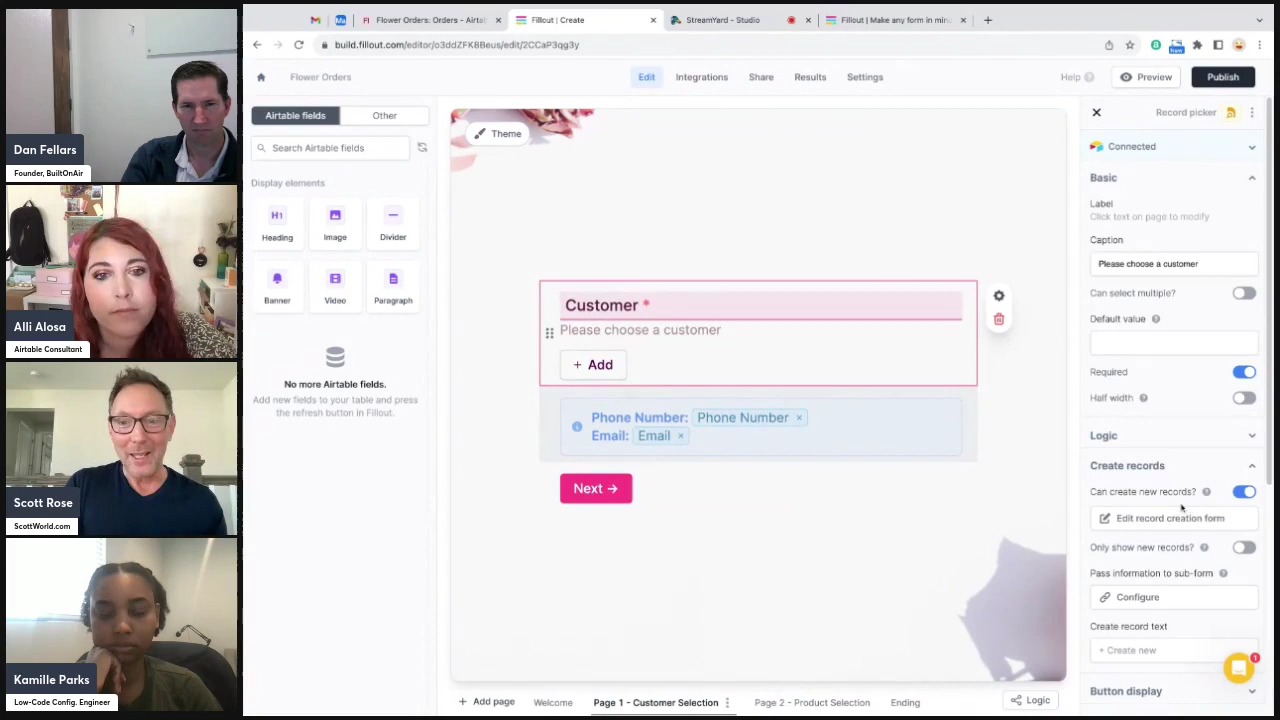 Dan Fellars
Founder, BuiltOnAir
Alli Alosa
Airtable Consultant
Scott Rose
ScottWorld.com
Kamille Parks
Low-Code Config. Engineer
Flower Orders: Orders - Airtab
Fillout | Create
StreamYard - Studio
Fillout | Make any form in minu
build.fillout.com/editor/o3ddZFK8Beus/edit/2CCaP3qg3y
New
Flower Orders
Edit
Integrations
Share
Results
Settings
Help
Preview
Publish
Airtable fields
Other
Search Airtable fields
Display elements
H1
Heading
Image
Divider
Banner
Video
Paragraph
No more Airtable fields.
Add new fields to your table and press
the refresh button in Fillout.
Theme
Customer *
Please choose a customer
+ Add
Phone Number: Phone Number ×
Email: Email ×
Next →
+ Add page
Welcome
Page 1 - Customer Selection
Page 2 - Product Selection
Ending
Logic
Record picker
Connected
Basic
Label
Click text on page to modify
Caption
Please choose a customer
Can select multiple?
Default value
Required
Half width
Logic
Create records
Can create new records?
Edit record creation form
Only show new records?
Pass information to sub-form
Configure
Create record text
+ Create new
Button display
1